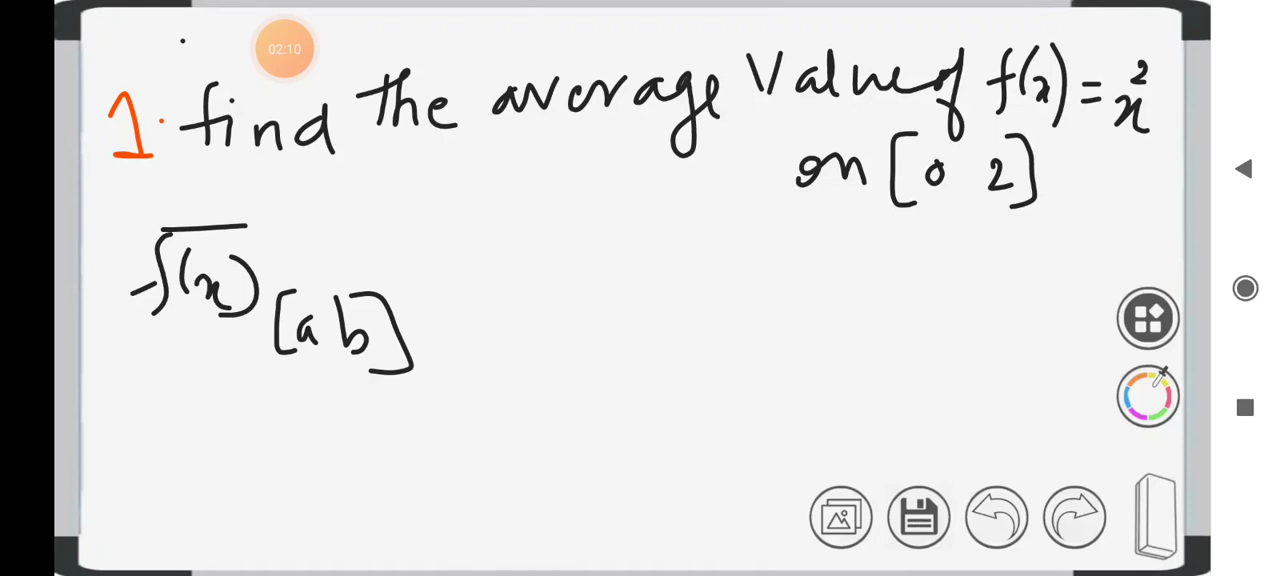 02:10
1. find the average value of f(x) = x²
on [0 2]
f̅(̅x̅)̅ [a b]